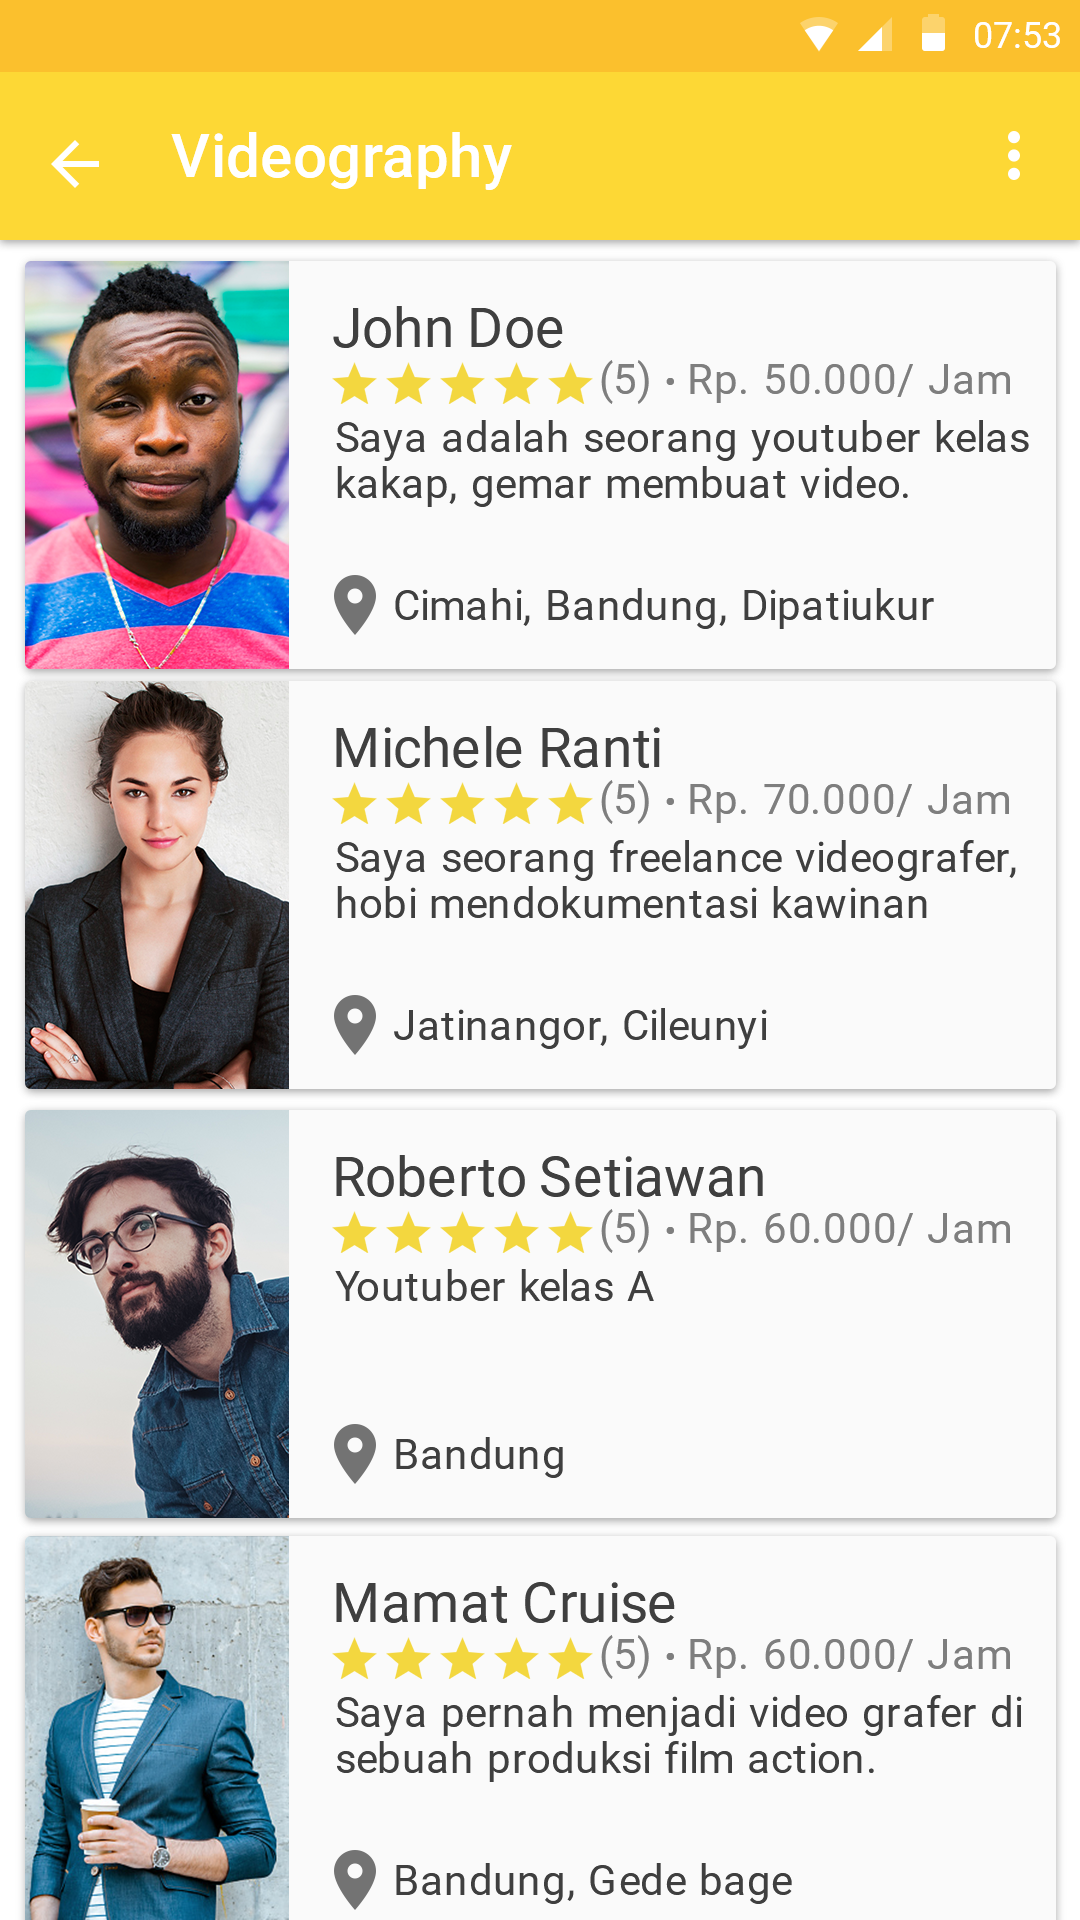 07:53
Videography
John Doe
(5) • Rp. 50.000/ Jam
Saya adalah seorang youtuber kelas
kakap, gemar membuat video.
Cimahi, Bandung, Dipatiukur
Michele Ranti
(5) • Rp. 70.000/ Jam
Saya seorang freelance videografer,
hobi mendokumentasi kawinan
Jatinangor, Cileunyi
Roberto Setiawan
(5) • Rp. 60.000/ Jam
Youtuber kelas A
Bandung
Mamat Cruise
(5) • Rp. 60.000/ Jam
Saya pernah menjadi video grafer di
sebuah produksi film action.
Bandung, Gede bage